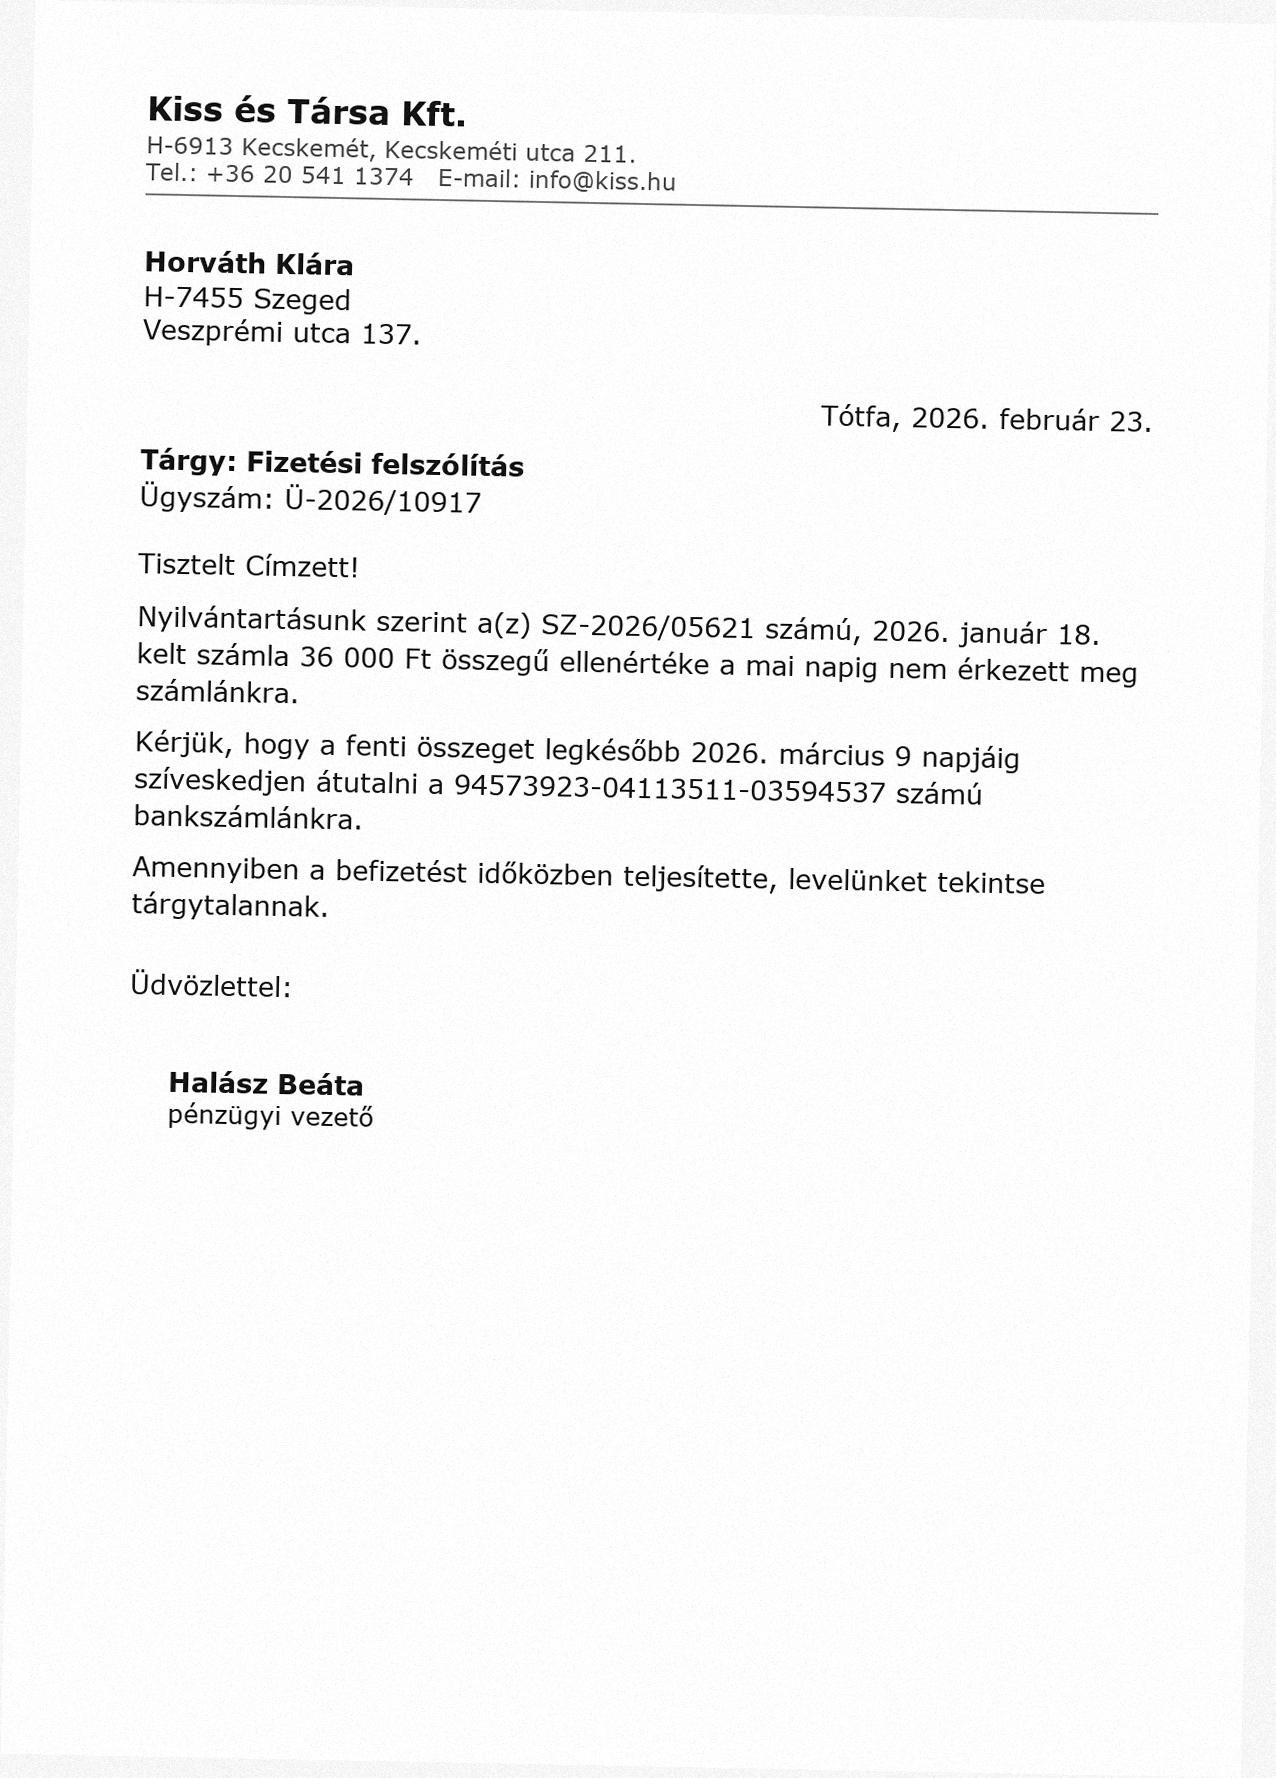 Kiss és Társa Kft.
H-6913 Kecskemét, Kecskeméti utca 211.
Tel.: +36 20 541 1374 E-mail: info@kiss.hu
Horváth Klára
H-7455 Szeged
Veszprémi utca 137.
Tótfa, 2026. február 23.
Tárgy: Fizetési felszólítás
Ügyszám: Ü-2026/10917
Tisztelt Címzett!
Nyilvántartásunk szerint a(z) SZ-2026/05621 számú, 2026. január 18.
kelt számla 36 000 Ft összegű ellenértéke a mai napig nem érkezett meg
számlánkra.
Kérjük, hogy a fenti összeget legkésőbb 2026. március 9 napjáig
szíveskedjen átutalni a 94573923-04113511-03594537 számú
bankszámlánkra.
Amennyiben a befizetést időközben teljesítette, levelünket tekintse
tárgytalannak.
Üdvözlettel:
Halász Beáta
pénzügyi vezető